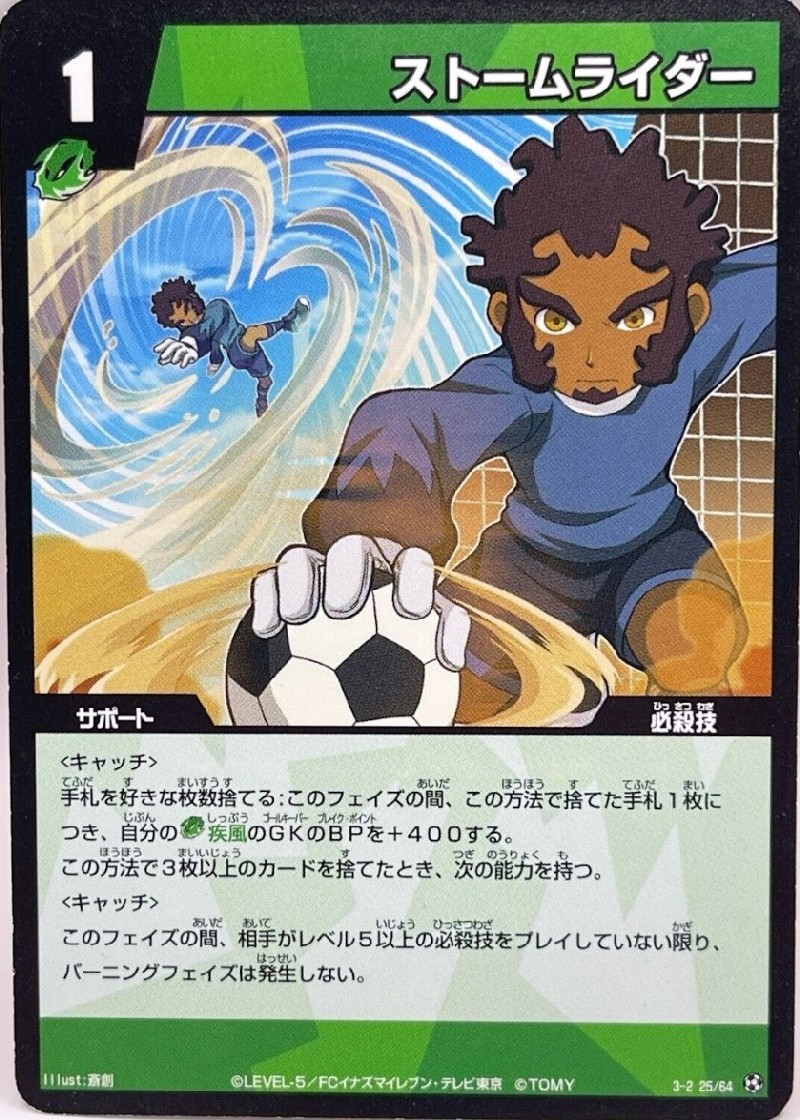 1
ストームライダー
サポート
必殺技
<キャッチ>
手札を好きな枚数捨てる:このフェイズの間、この方法で捨てた手札1枚に
つき、自分の疾風のGKのBPを+400する。
この方法で3枚以上のカードを捨てたとき、次の能力を持つ。
<キャッチ>
このフェイズの間、相手がレベル5以上の必殺技をプレイしていない限り、
バーニングフェイズは発生しない。
Illust:斎創
©LEVEL-5/FCイナズマイレブン・テレビ東京 ©TOMY
3-2 25/64